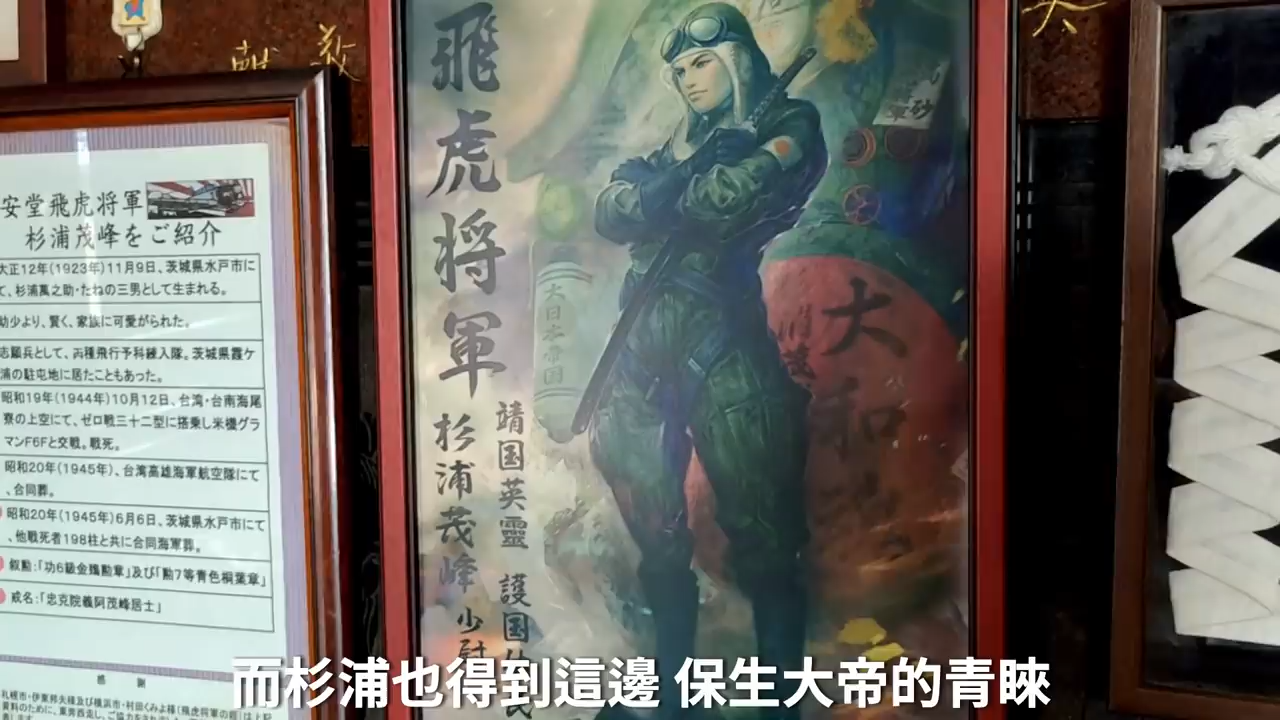 敬献
安堂飛虎将軍
杉浦茂峰をご紹介
大正12年(1923年)11月9日、茨城県水戸市に
て、杉浦萬之助・たねの三男として生まれる。
幼少より、賢く、家族に可愛がられた。
志願兵として、丙種飛行予科練入隊。茨城県霞ケ
浦の駐屯地に居たこともあった。
昭和19年(1944年)10月12日、台湾・台南海尾
寮の上空にて、ゼロ戦三十二型に搭乗し米機グラ
マンF6Fと交戦。戦死。
昭和20年(1945年)、台湾高雄海軍航空隊にて
、合同葬。
昭和20年(1945年)6月6日、茨城県水戸市にて
、他戦死者198柱と共に合同海軍葬。
叙勲:「功6級金鵄勲章」及び「勲7等青色桐葉章」
戒名:「忠克院義阿茂峰居士」
感 謝
飛虎将軍
杉浦茂峰 少尉
靖国英靈 護国
大日本帝国
大和
而杉浦也得到這邊 保生大帝的青睞